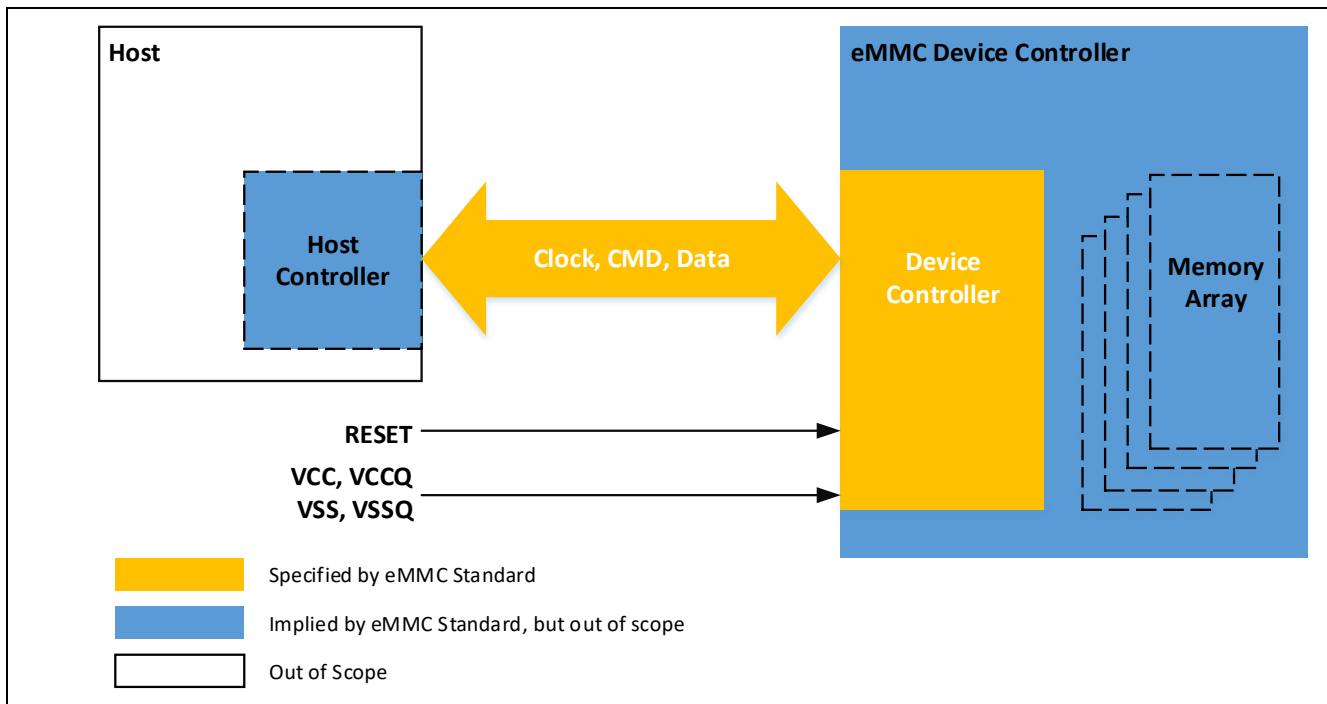 Host
eMMC Device Controller
Host
Controller
Clock, CMD, Data
Device
Controller
Memory
Array
RESET
VCC, VCCQ
VSS, VSSQ
Specified by eMMC Standard
Implied by eMMC Standard, but out of scope
Out of Scope